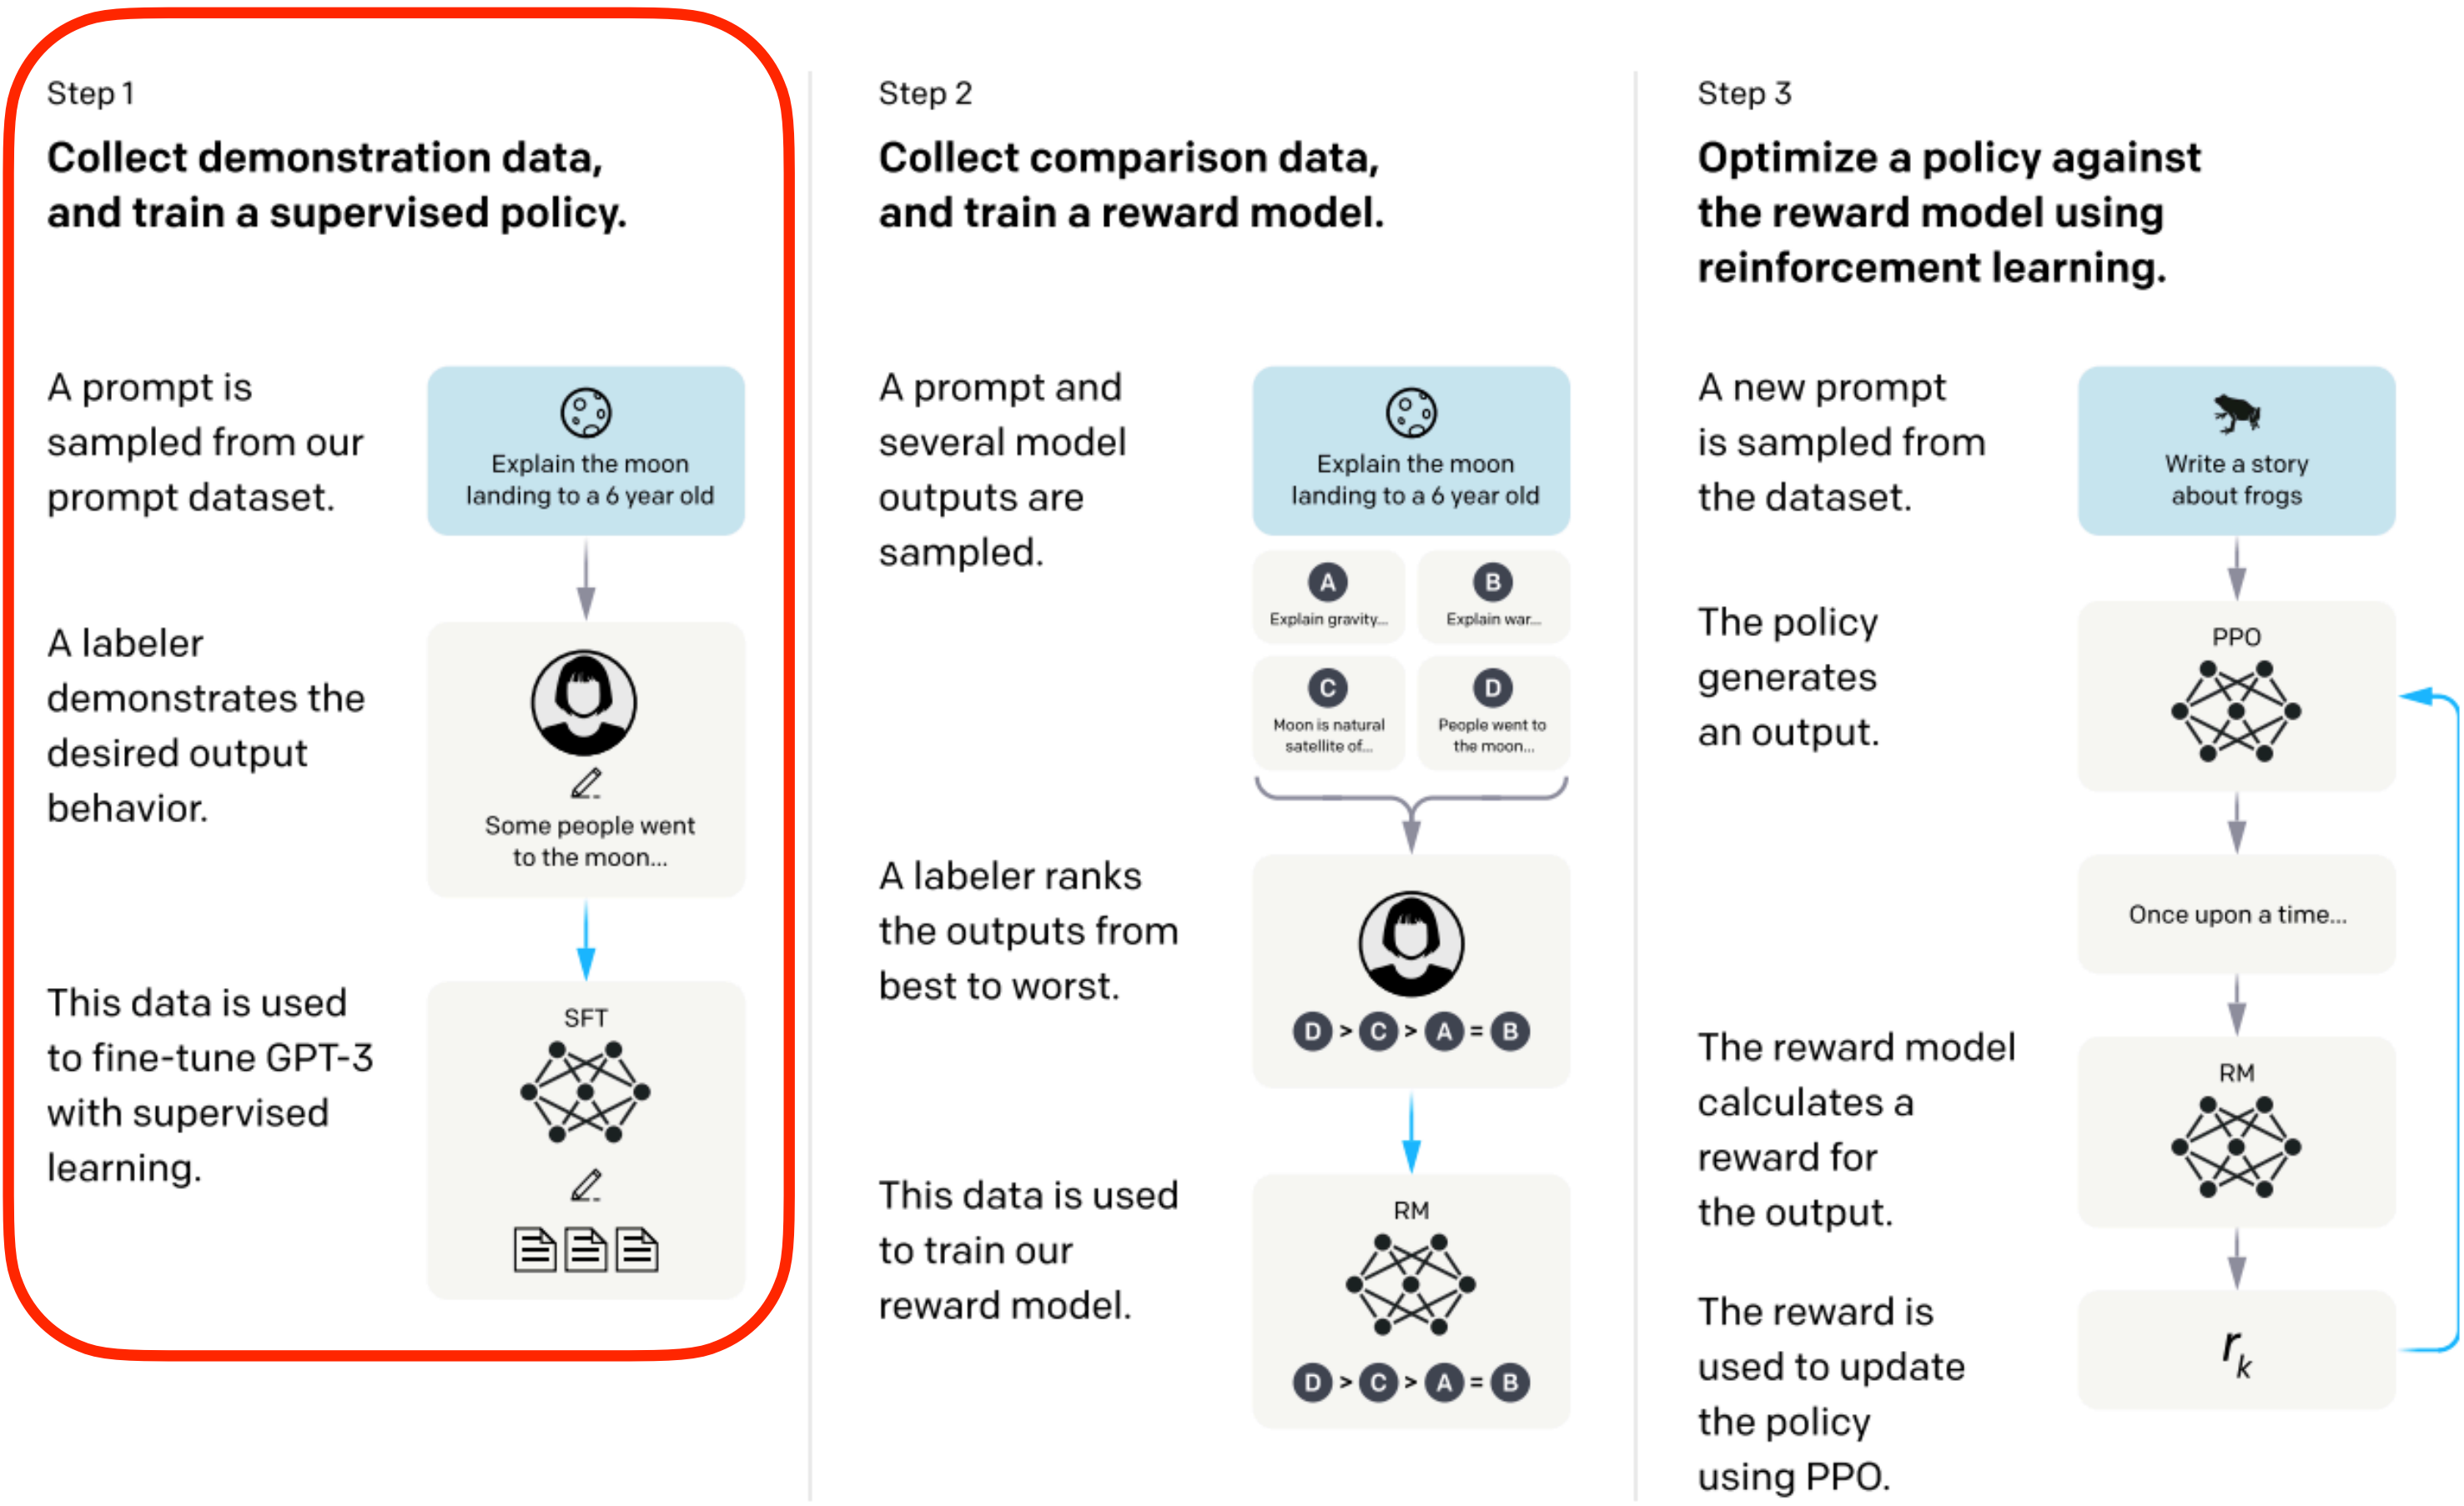 Step 1
Collect demonstration data,
and train a supervised policy.
A prompt is
sampled from our
prompt dataset.
Explain the moon
landing to a 6 year old
A labeler
demonstrates the
desired output
behavior.
Some people went
to the moon...
This data is used
to fine-tune GPT-3
with supervised
learning.
SFT
Step 2
Collect comparison data,
and train a reward model.
A prompt and
several model
outputs are
sampled.
Explain the moon
landing to a 6 year old
A
Explain gravity...
B
Explain war...
C
Moon is natural
satellite of...
D
People went to
the moon...
A labeler ranks
the outputs from
best to worst.
D > C > A = B
This data is used
to train our
reward model.
RM
D > C > A = B
Step 3
Optimize a policy against
the reward model using
reinforcement learning.
A new prompt
is sampled from
the dataset.
Write a story
about frogs
The policy
generates
an output.
PPO
Once upon a time...
The reward model
calculates a
reward for
the output.
RM
The reward is
used to update
the policy
using PPO.
rk